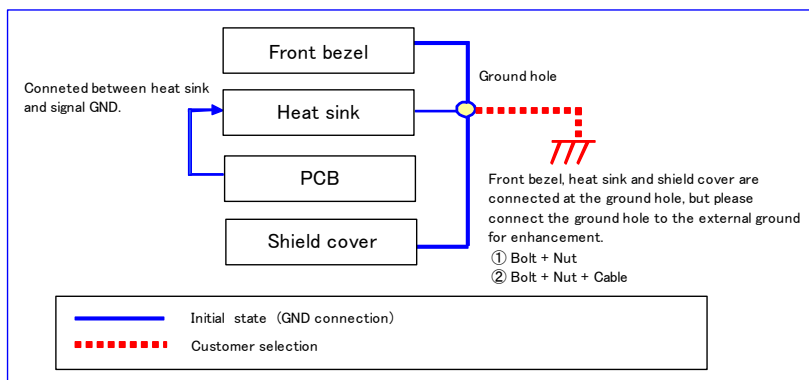 Front bezel
Ground hole
Conneted between heat sink
and signal GND.
Heat sink
PCB
Front bezel, heat sink and shield cover are
connected at the ground hole, but please
connect the ground hole to the external ground
for enhancement.
① Bolt + Nut
② Bolt + Nut + Cable
Shield cover
Initial state (GND connection)
Customer selection